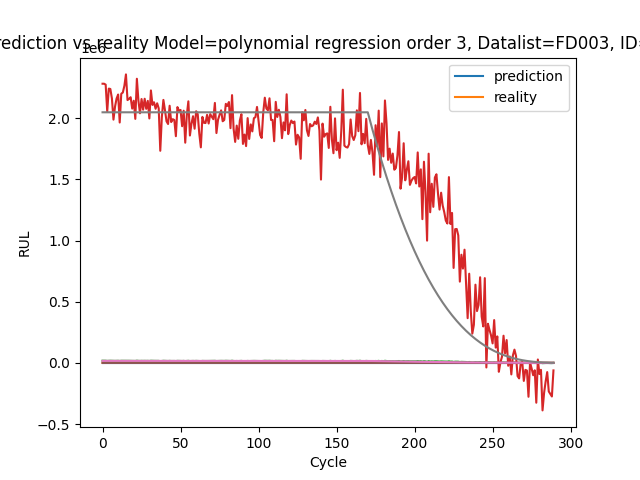 rediction vs reality Model=polynomial regression order 3, Datalist=FD003, ID=
1e6
prediction
reality
2.0
1.5
1.0
0.5
0.0
−0.5
RUL
0 50 100 150 200 250 300
Cycle